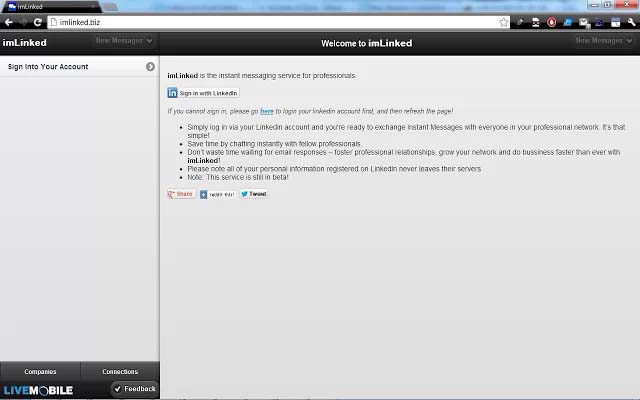 imLinked
imlinked.biz
imLinked
New Messages
Welcome to imLinked
New Messages
Sign Into Your Account
imLinked is the instant messaging service for professionals
in Sign in with LinkedIn
If you cannot sign in, please go here to login your linkedin account first, and then refresh the page!
Simply log in via your LinkedIn account and you're ready to exchange Instant Messages with everyone in your professional network. It's that
simple!
Save time by chatting instantly with fellow professionals.
Don't waste time waiting for email responses – foster professional relationships, grow your network and do bussiness faster than ever with
imLinked!
Please note all of your personal information registered on LinkedIn never leaves their servers
Note: This service is still in beta!
Share
reddit this!
Tweet
Companies
Connections
LIVEMOBILE
Feedback